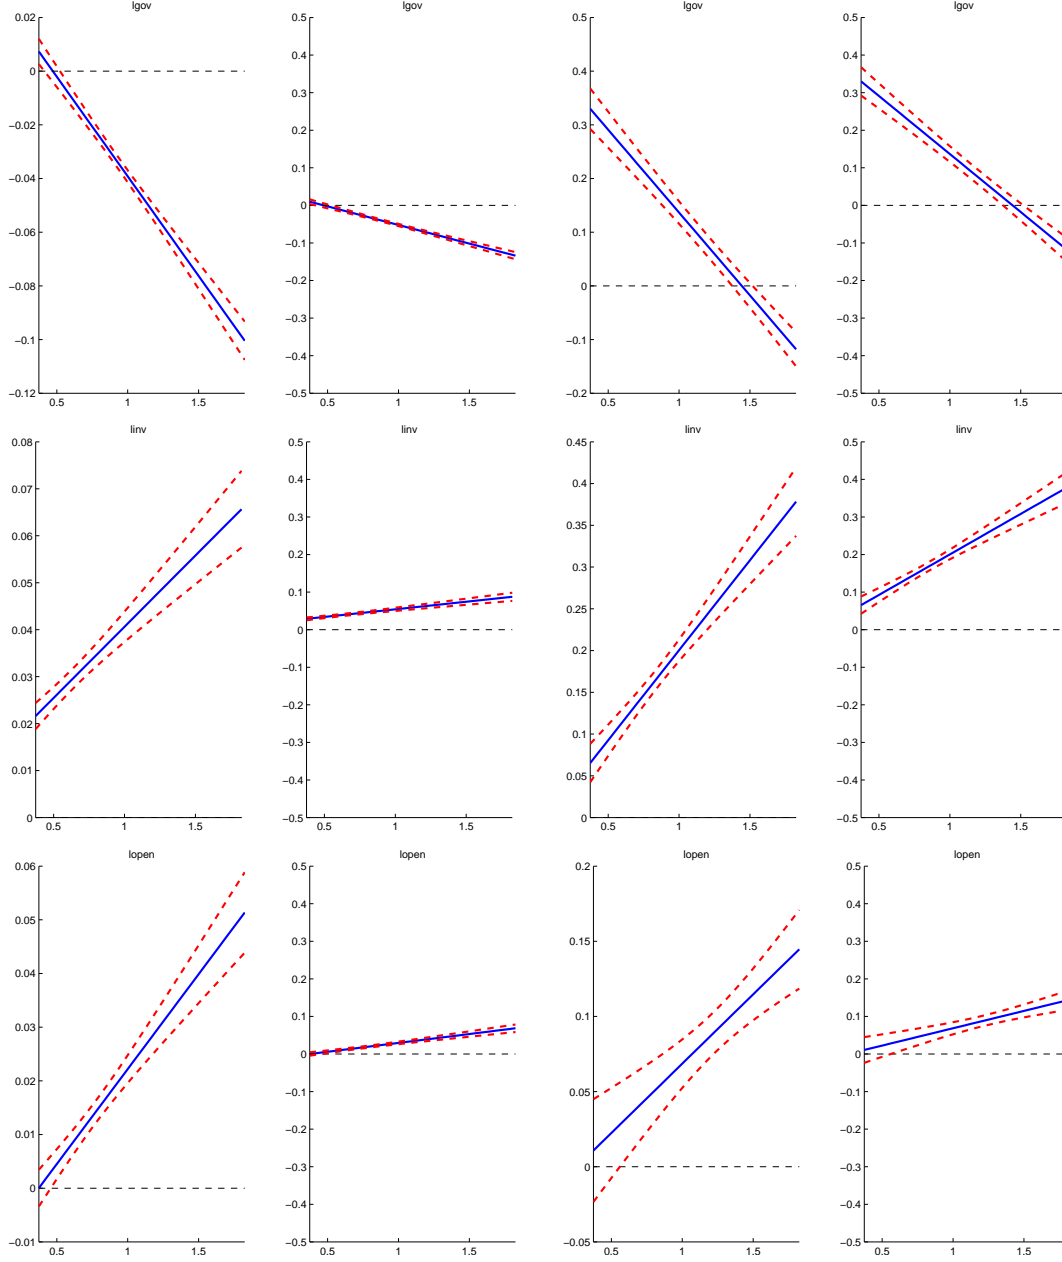 lgov lgov lgov lgov
0.02 0.5 0.5 0.5
0 0.4 0.4 0.4
−0.02 0.3 0.3 0.3
−0.04 0.2 0.2 0.2
−0.06 0.1 0.1 0.1
−0.08 0 0 0
−0.1 −0.1 −0.1 −0.1
−0.12 −0.2 −0.2 −0.2
−0.3 −0.3
−0.4 −0.4
−0.5 −0.5
0.5 1 1.5 0.5 1 1.5 0.5 1 1.5 0.5 1 1.5
linv linv linv linv
0.08 0.5 0.45 0.5
0.07 0.4 0.4 0.4
0.06 0.3 0.35 0.3
0.05 0.2 0.3 0.2
0.04 0.1 0.25 0.1
0.03 0 0.2 0
0.02 −0.1 0.15 −0.1
0.01 −0.2 0.1 −0.2
0 −0.3 0.05 −0.3
−0.4 0 −0.4
−0.5 −0.5
0.5 1 1.5 0.5 1 1.5 0.5 1 1.5 0.5 1 1.5
lopen lopen lopen lopen
0.06 0.5 0.2 0.5
0.05 0.4 0.15 0.4
0.04 0.3 0.1 0.3
0.03 0.2 0.05 0.2
0.02 0.1 0 0.1
0.01 0 −0.05 0
0 −0.1 −0.1
−0.01 −0.2 −0.2
−0.3 −0.3
−0.4 −0.4
−0.5 −0.5
0.5 1 1.5 0.5 1 1.5 0.5 1 1.5 0.5 1 1.5